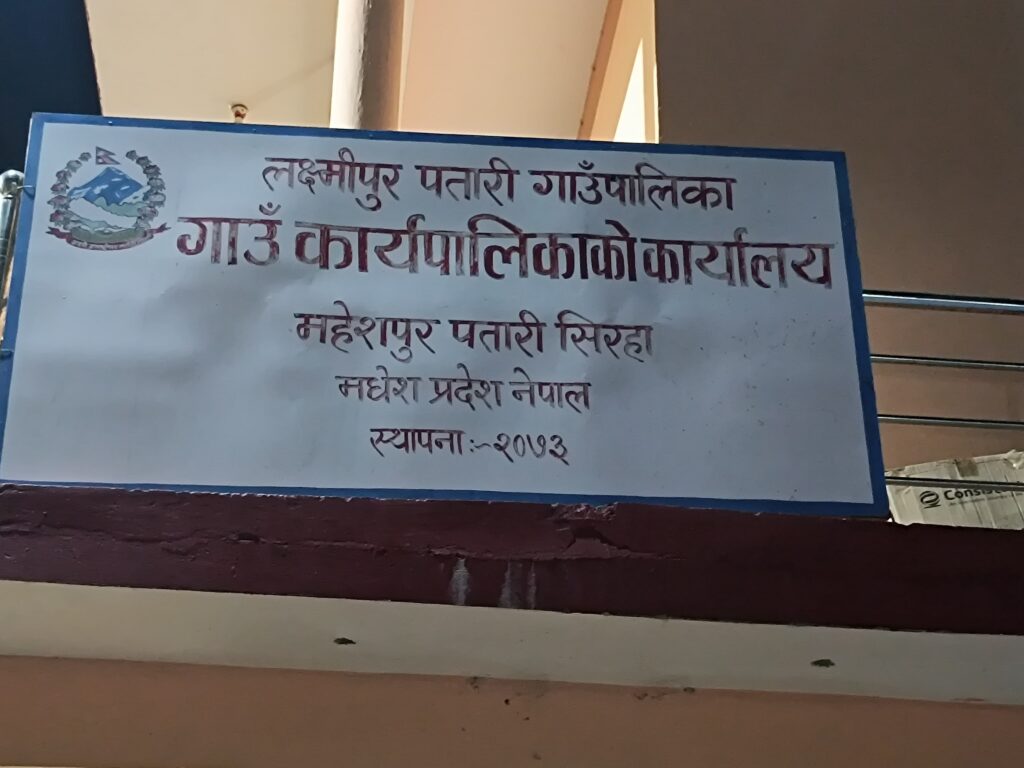 लक्ष्मीपुर पतारी गाउँपालिका
गाउँ कार्यपालिकाको कार्यालय
महेशपुर पतारी सिरहा
मधेश प्रदेश नेपाल
स्थापना:~२०७३